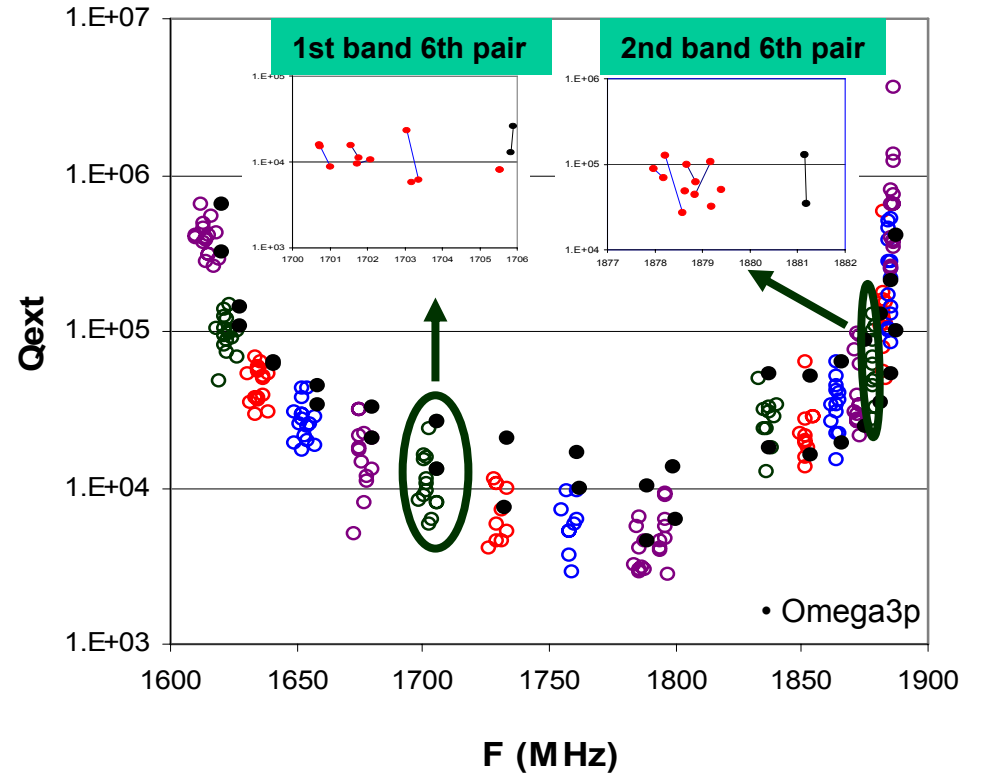 1.E+07
1.E+06
1.E+05
1.E+04
1.E+03
Qext
1st band 6th pair
2nd band 6th pair
1.E+05
1.E+04
1.E+03
1700 1701 1702 1703 1704 1705 1706
1.E+06
1.E+05
1.E+04
1877 1878 1879 1880 1881 1882
• Omega3p
1600 1650 1700 1750 1800 1850 1900
F (MHz)